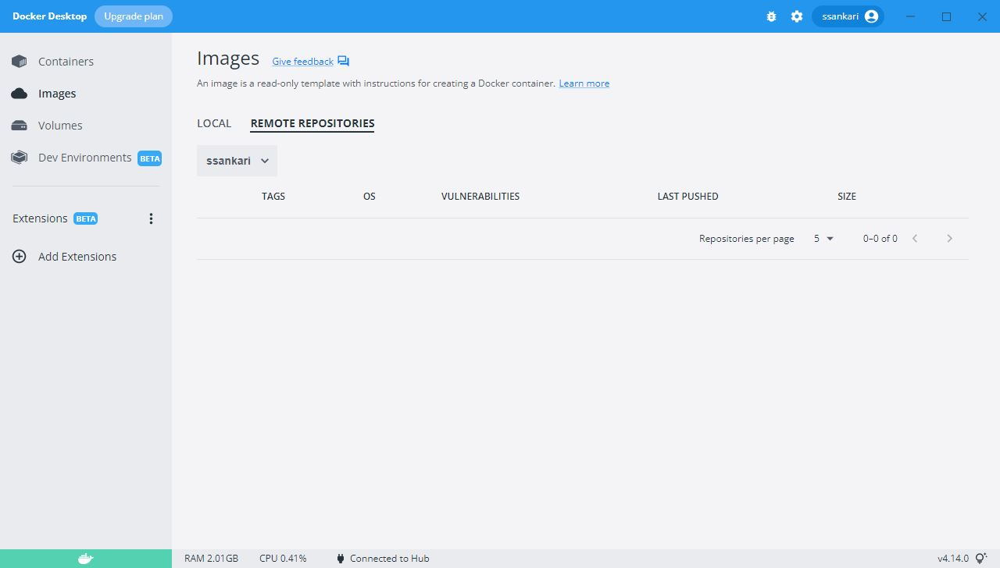 Docker Desktop Upgrade plan ssankari
Containers
Images
Volumes
Dev Environments BETA
Extensions BETA
Add Extensions
Images Give feedback
An image is a read-only template with instructions for creating a Docker container. Learn more
LOCAL REMOTE REPOSITORIES
ssankari
TAGS OS VULNERABILITIES LAST PUSHED SIZE
Repositories per page 5 0–0 of 0
RAM 2.01GB CPU 0.41% Connected to Hub v4.14.0